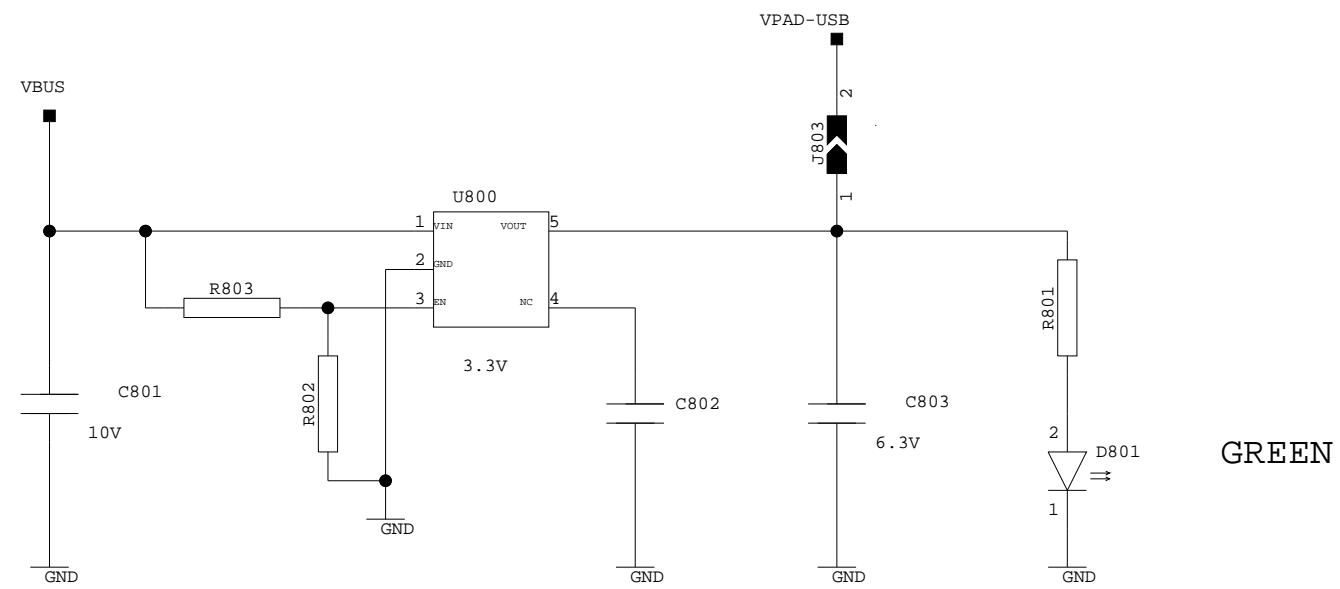 VPAD-USB
VBUS
2
J803
1
U800
1 VIN VOUT 5
2 GND
R803
3 EN NC 4
R801
3.3V
C801
R802
C802
C803
10V
6.3V
2
D801
GREEN
1
GND
GND
GND
GND
GND